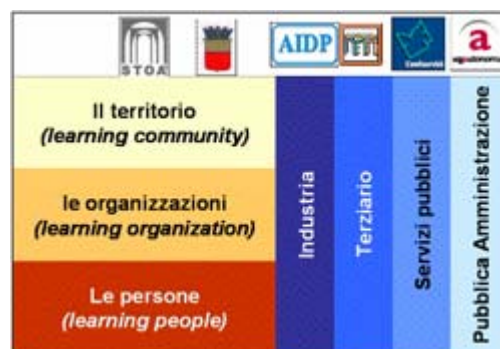 STOA
AIDP
Confservizi
a
Il territorio
(learning community)
le organizzazioni
(learning organization)
Le persone
(learning people)
Industria
Terziario
Servizi pubblici
Pubblica Amministrazione